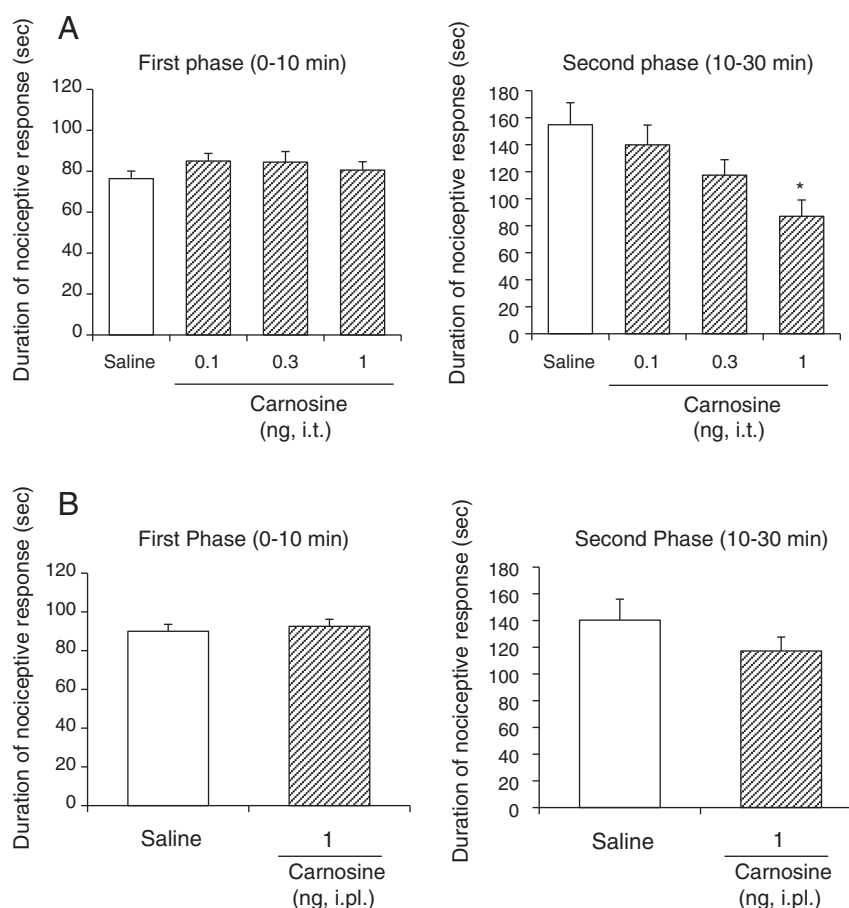 A
First phase (0-10 min)
Duration of nociceptive response (sec)
120
100
80
60
40
20
0
Saline
0.1
0.3
1
Carnosine
(ng, i.t.)
Second phase (10-30 min)
Duration of nociceptive response (sec)
180
160
140
120
100
80
60
40
20
0
*
Saline
0.1
0.3
1
Carnosine
(ng, i.t.)
B
First Phase (0-10 min)
Duration of nociceptive response (sec)
120
100
80
60
40
20
0
Saline
1
Carnosine
(ng, i.pl.)
Second Phase (10-30 min)
Duration of nociceptive response (sec)
180
160
140
120
100
80
60
40
20
0
Saline
1
Carnosine
(ng, i.pl.)